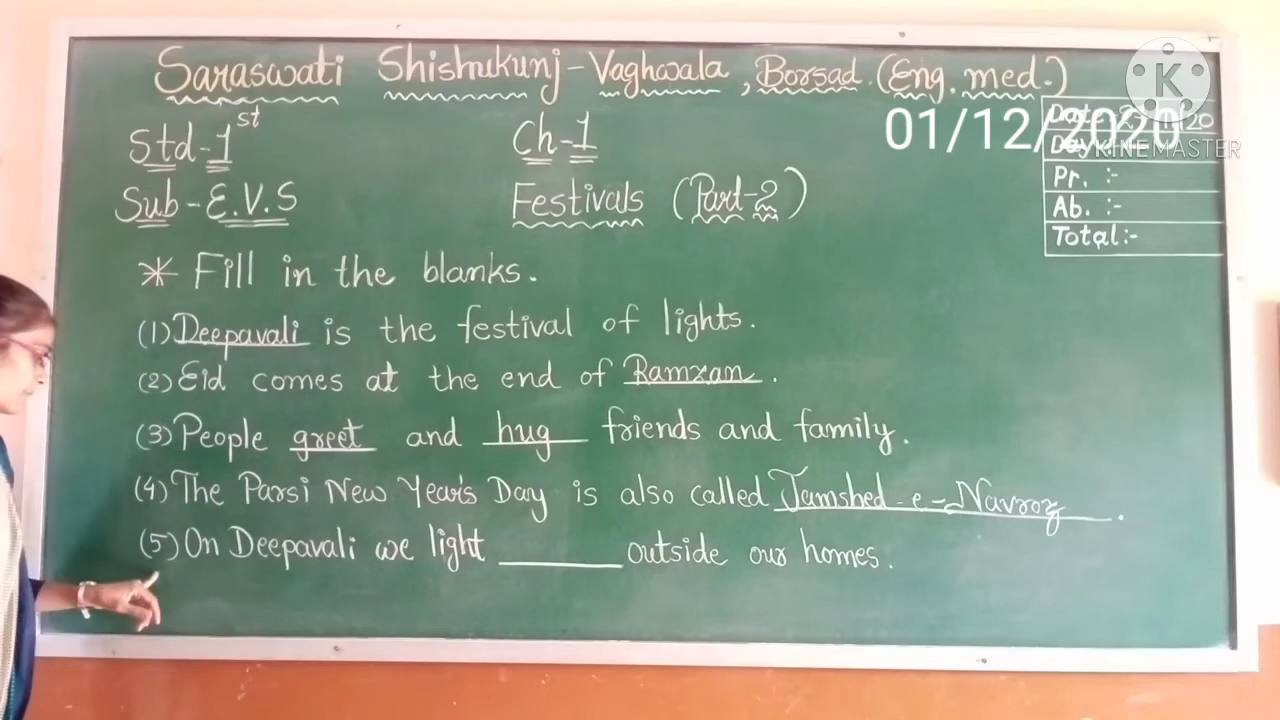 Saraswati Shishukunj-Vaghwala, Borsad. (Eng. med.)
K
KINEMASTER
01/12/2020
Std-1st
Ch-1
Sub-E.V.S
Festivals (Part-2)
Pr. :-
Ab. :-
Total:-
* Fill in the blanks.
(1) Deepavali is the festival of lights.
(2) Eid comes at the end of Ramzan.
(3) People greet and hug friends and family.
(4) The Parsi New Year's Day is also called Jamshed-e-Navroz.
(5) On Deepavali we light ______ outside our homes.